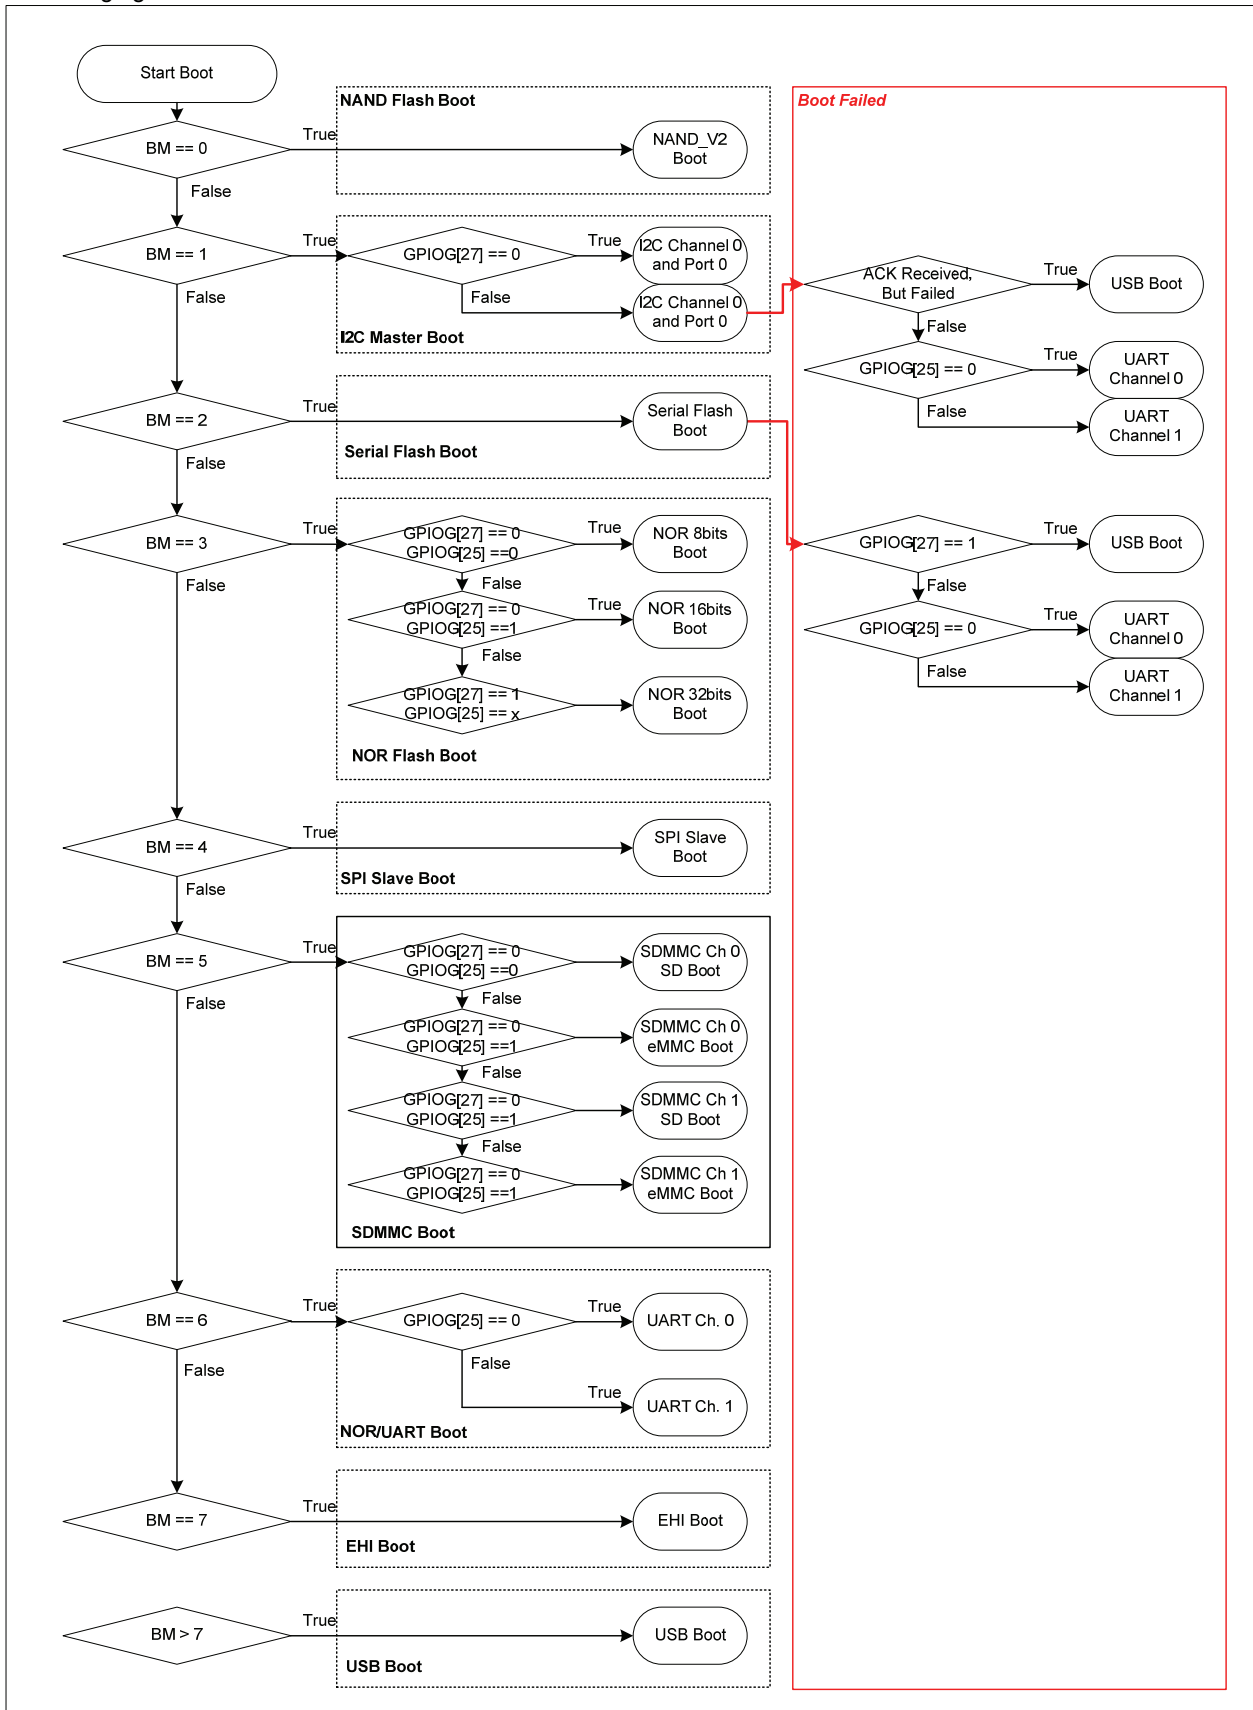 Start Boot
NAND Flash Boot
BM == 0
True
NAND_V2
Boot
False
BM == 1
True
GPIOG[27] == 0
True
I2C Channel 0
and Port 0
False
False
I2C Channel 0
and Port 0
I2C Master Boot
BM == 2
True
Serial Flash
Boot
Serial Flash Boot
False
BM == 3
True
GPIOG[27] == 0
GPIOG[25] ==0
True
NOR 8bits
Boot
False
False
GPIOG[27] == 0
GPIOG[25] ==1
True
NOR 16bits
Boot
False
GPIOG[27] == 1
GPIOG[25] == x
NOR 32bits
Boot
NOR Flash Boot
BM == 4
True
SPI Slave
Boot
SPI Slave Boot
False
BM == 5
True
GPIOG[27] == 0
GPIOG[25] ==0
SDMMC Ch 0
SD Boot
False
False
GPIOG[27] == 0
GPIOG[25] ==1
SDMMC Ch 0
eMMC Boot
False
GPIOG[27] == 0
GPIOG[25] ==1
SDMMC Ch 1
SD Boot
False
GPIOG[27] == 0
GPIOG[25] ==1
SDMMC Ch 1
eMMC Boot
SDMMC Boot
BM == 6
True
GPIOG[25] == 0
True
UART Ch. 0
False
False
True
UART Ch. 1
NOR/UART Boot
BM == 7
True
EHI Boot
EHI Boot
BM > 7
True
USB Boot
USB Boot
Boot Failed
ACK Received,
But Failed
True
USB Boot
False
GPIOG[25] == 0
True
UART
Channel 0
False
UART
Channel 1
GPIOG[27] == 1
True
USB Boot
False
GPIOG[25] == 0
True
UART
Channel 0
False
UART
Channel 1